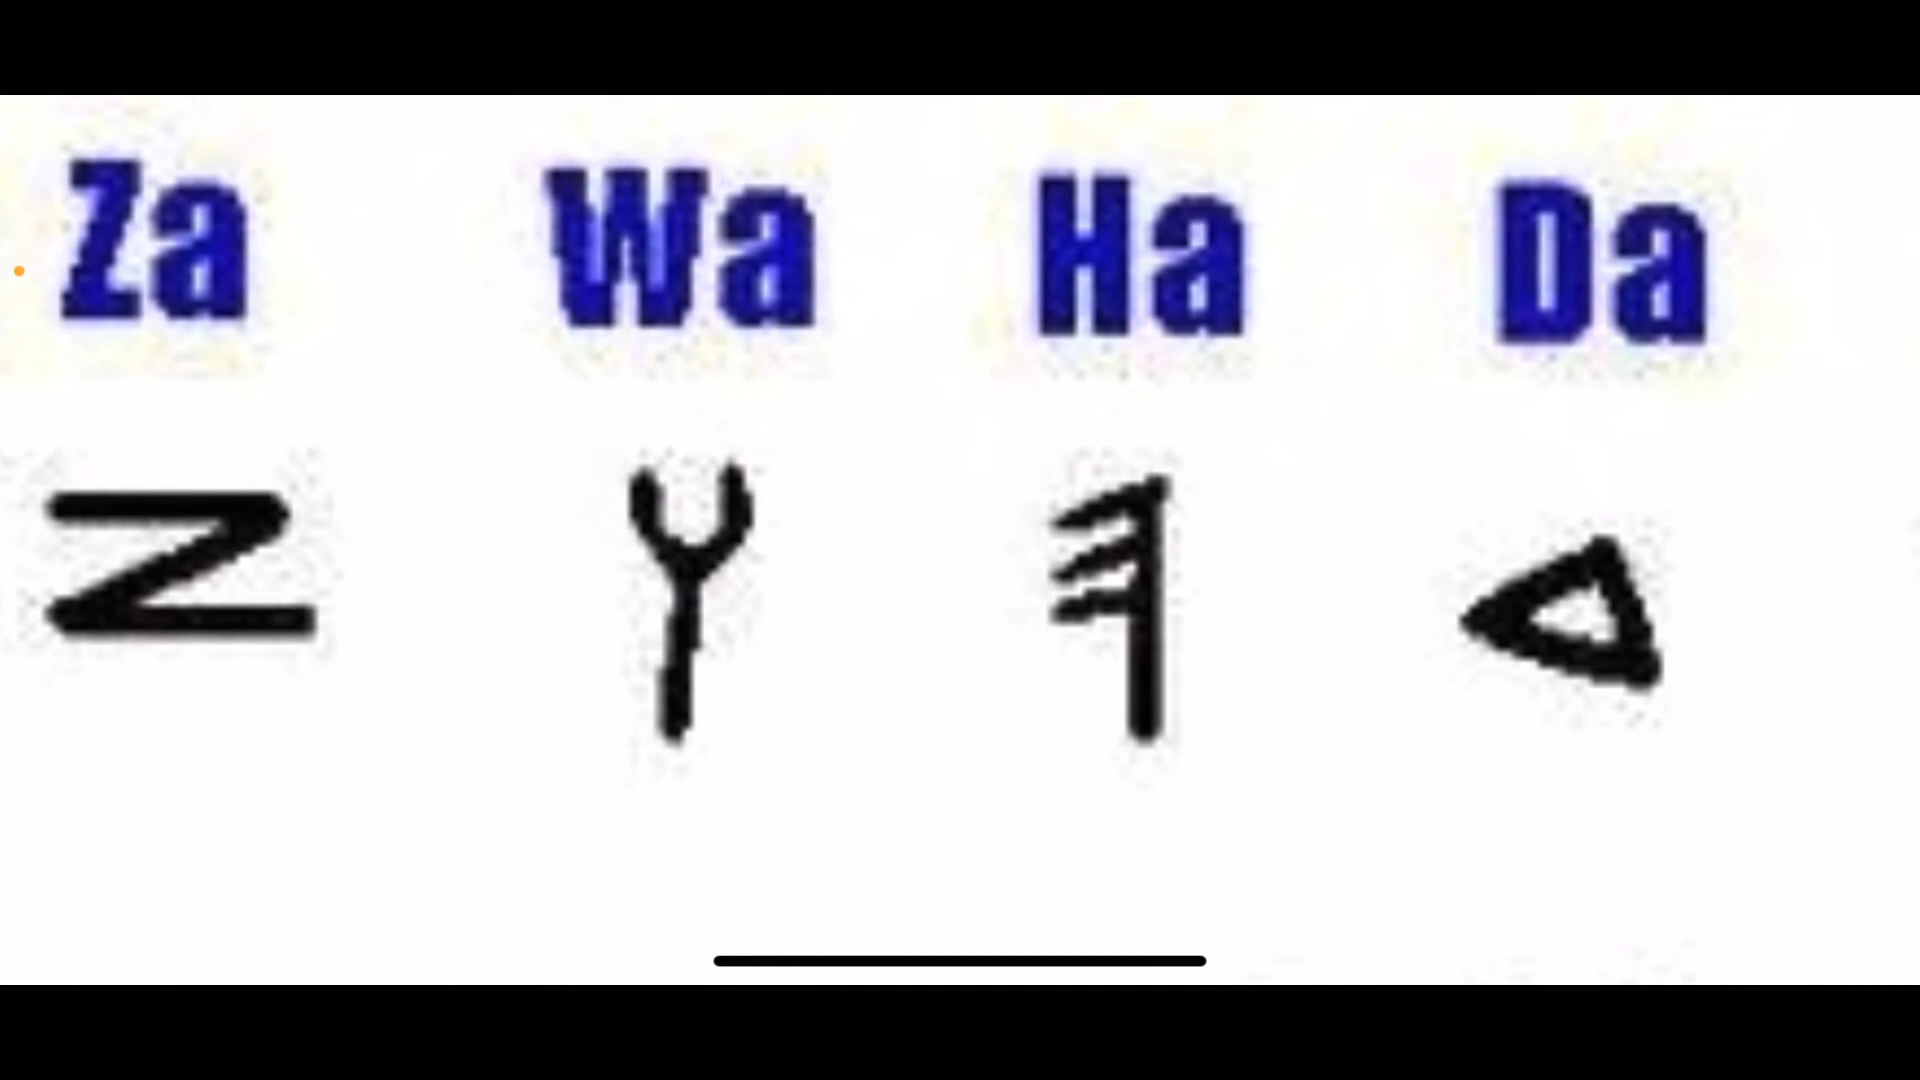 Za Wa Ha Da
𐤆 𐤅 𐤄 𐤃